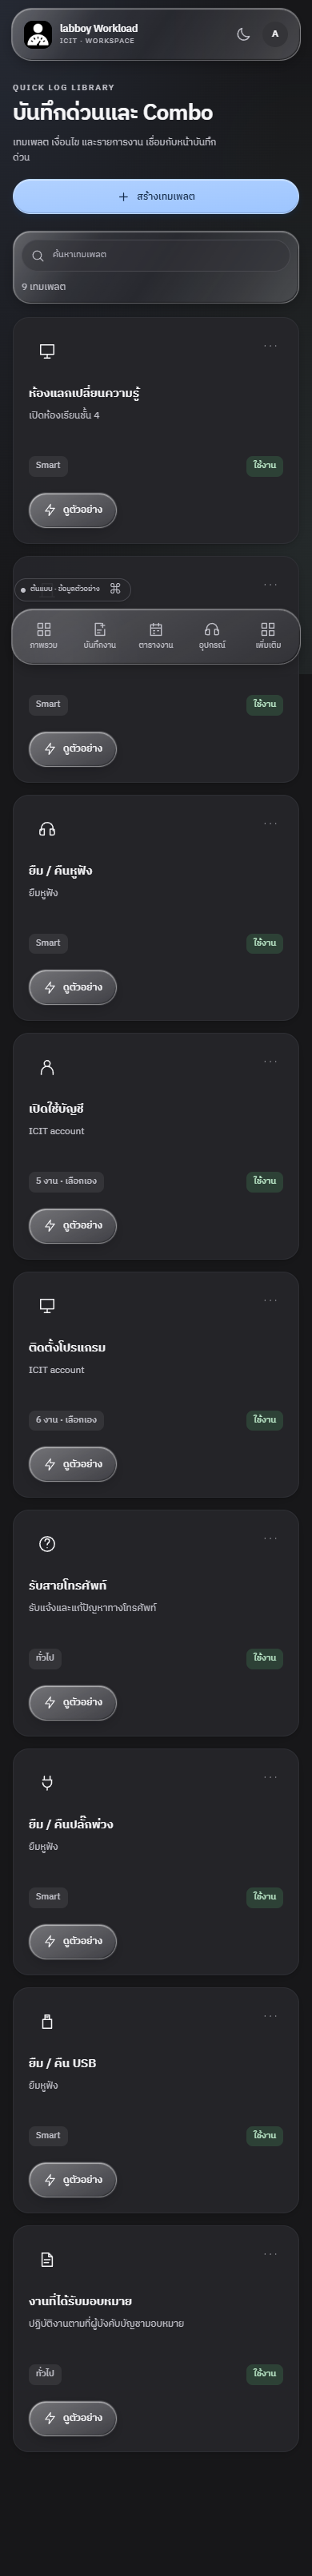 labboy Workload
ICIT · WORKSPACE
A
QUICK LOG LIBRARY
บันทึกด่วนและ Combo
เทมเพลต เงื่อนไข และรายการงาน เชื่อมกับหน้าบันทึก
ด่วน
สร้างเทมเพลต
ค้นหาเทมเพลต
9 เทมเพลต
ห้องแลกเปลี่ยนความรู้
เปิดห้องเรียนชั้น 4
Smart
ใช้งาน
ดูตัวอย่าง
ต้นแบบ · ข้อมูลตัวอย่าง
ภาพรวม
บันทึกงาน
ตารางงาน
อุปกรณ์
เพิ่มเติม
Smart
ใช้งาน
ดูตัวอย่าง
ยืม / คืนหูฟัง
ยืมหูฟัง
Smart
ใช้งาน
ดูตัวอย่าง
เปิดใช้บัญชี
ICIT account
5 งาน • เลือกเอง
ใช้งาน
ดูตัวอย่าง
ติดตั้งโปรแกรม
ICIT account
6 งาน • เลือกเอง
ใช้งาน
ดูตัวอย่าง
รับสายโทรศัพท์
รับแจ้งและแก้ปัญหาทางโทรศัพท์
ทั่วไป
ใช้งาน
ดูตัวอย่าง
ยืม / คืนปลั๊กพ่วง
ยืมหูฟัง
Smart
ใช้งาน
ดูตัวอย่าง
ยืม / คืน USB
ยืมหูฟัง
Smart
ใช้งาน
ดูตัวอย่าง
งานที่ได้รับมอบหมาย
ปฏิบัติงานตามที่ผู้บังคับบัญชามอบหมาย
ทั่วไป
ใช้งาน
ดูตัวอย่าง